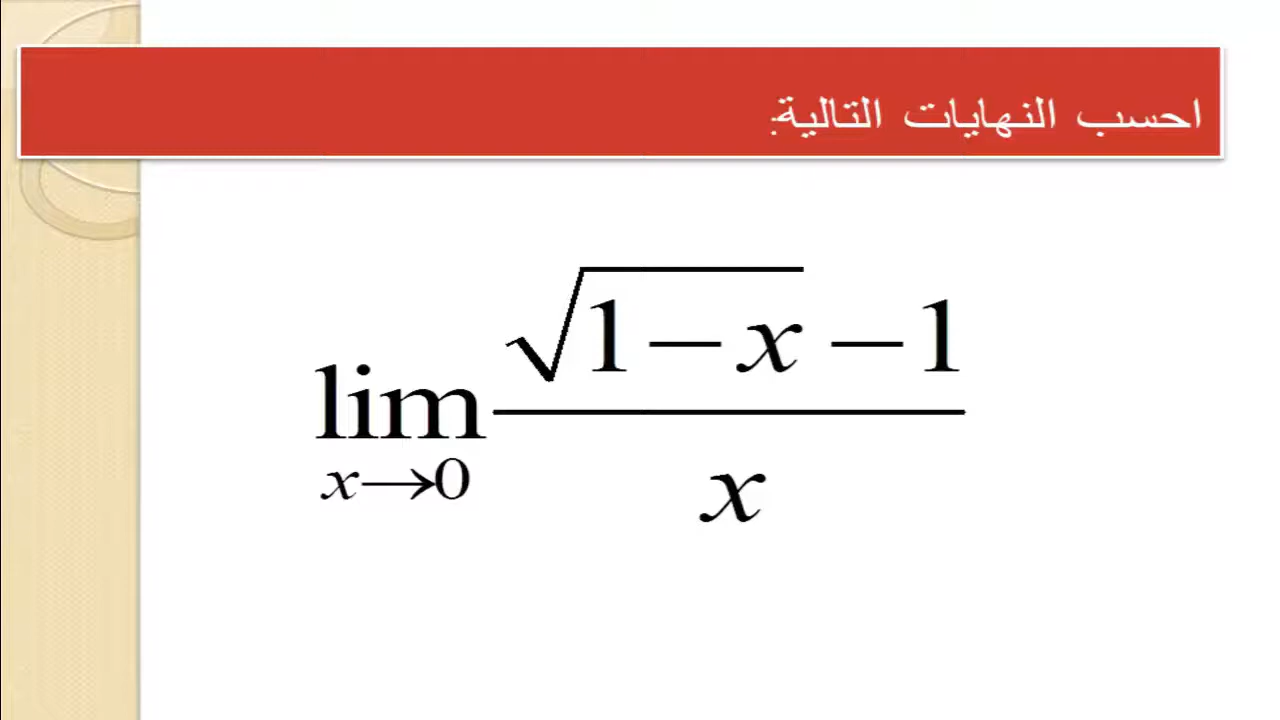 احسب النهايات التالية:
√1−x −1
lim
x→0
x